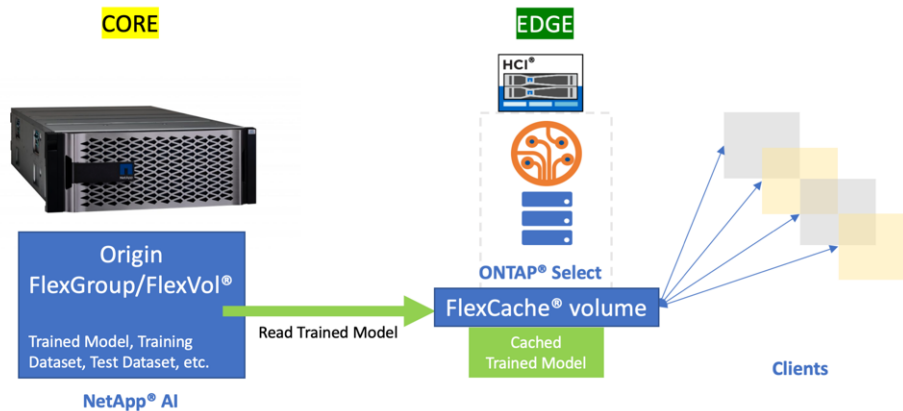 CORE
EDGE
HCI®
Origin
FlexGroup/FlexVol®
Trained Model, Training
Dataset, Test Dataset, etc.
NetApp® AI
Read Trained Model
ONTAP® Select
FlexCache® volume
Cached
Trained Model
Clients